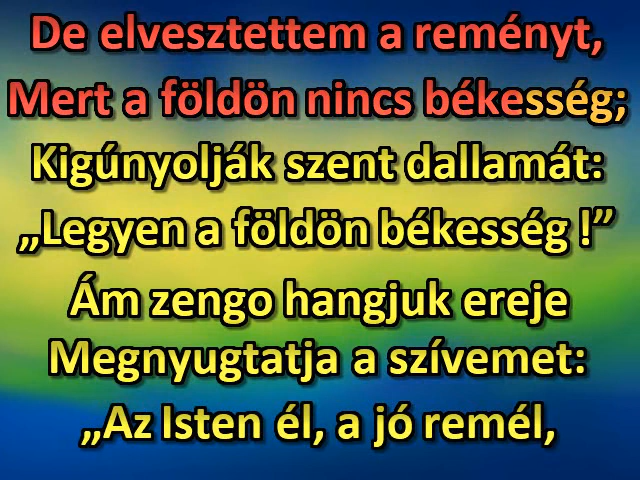 De elvesztettem a reményt,
Mert a földön nincs békesség;
Kigúnyolják szent dallamát:
„Legyen a földön békesség !”
Ám zengo hangjuk ereje
Megnyugtatja a szívemet:
„Az Isten él, a jó remél,